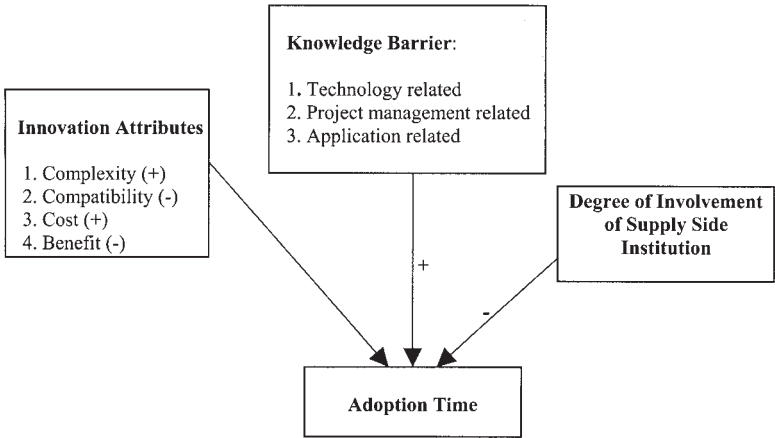 Knowledge Barrier:
1. Technology related
2. Project management related
3. Application related
Innovation Attributes
1. Complexity (+)
2. Compatibility (-)
3. Cost (+)
4. Benefit (-)
Degree of Involvement
of Supply Side
Institution
+
-
Adoption Time